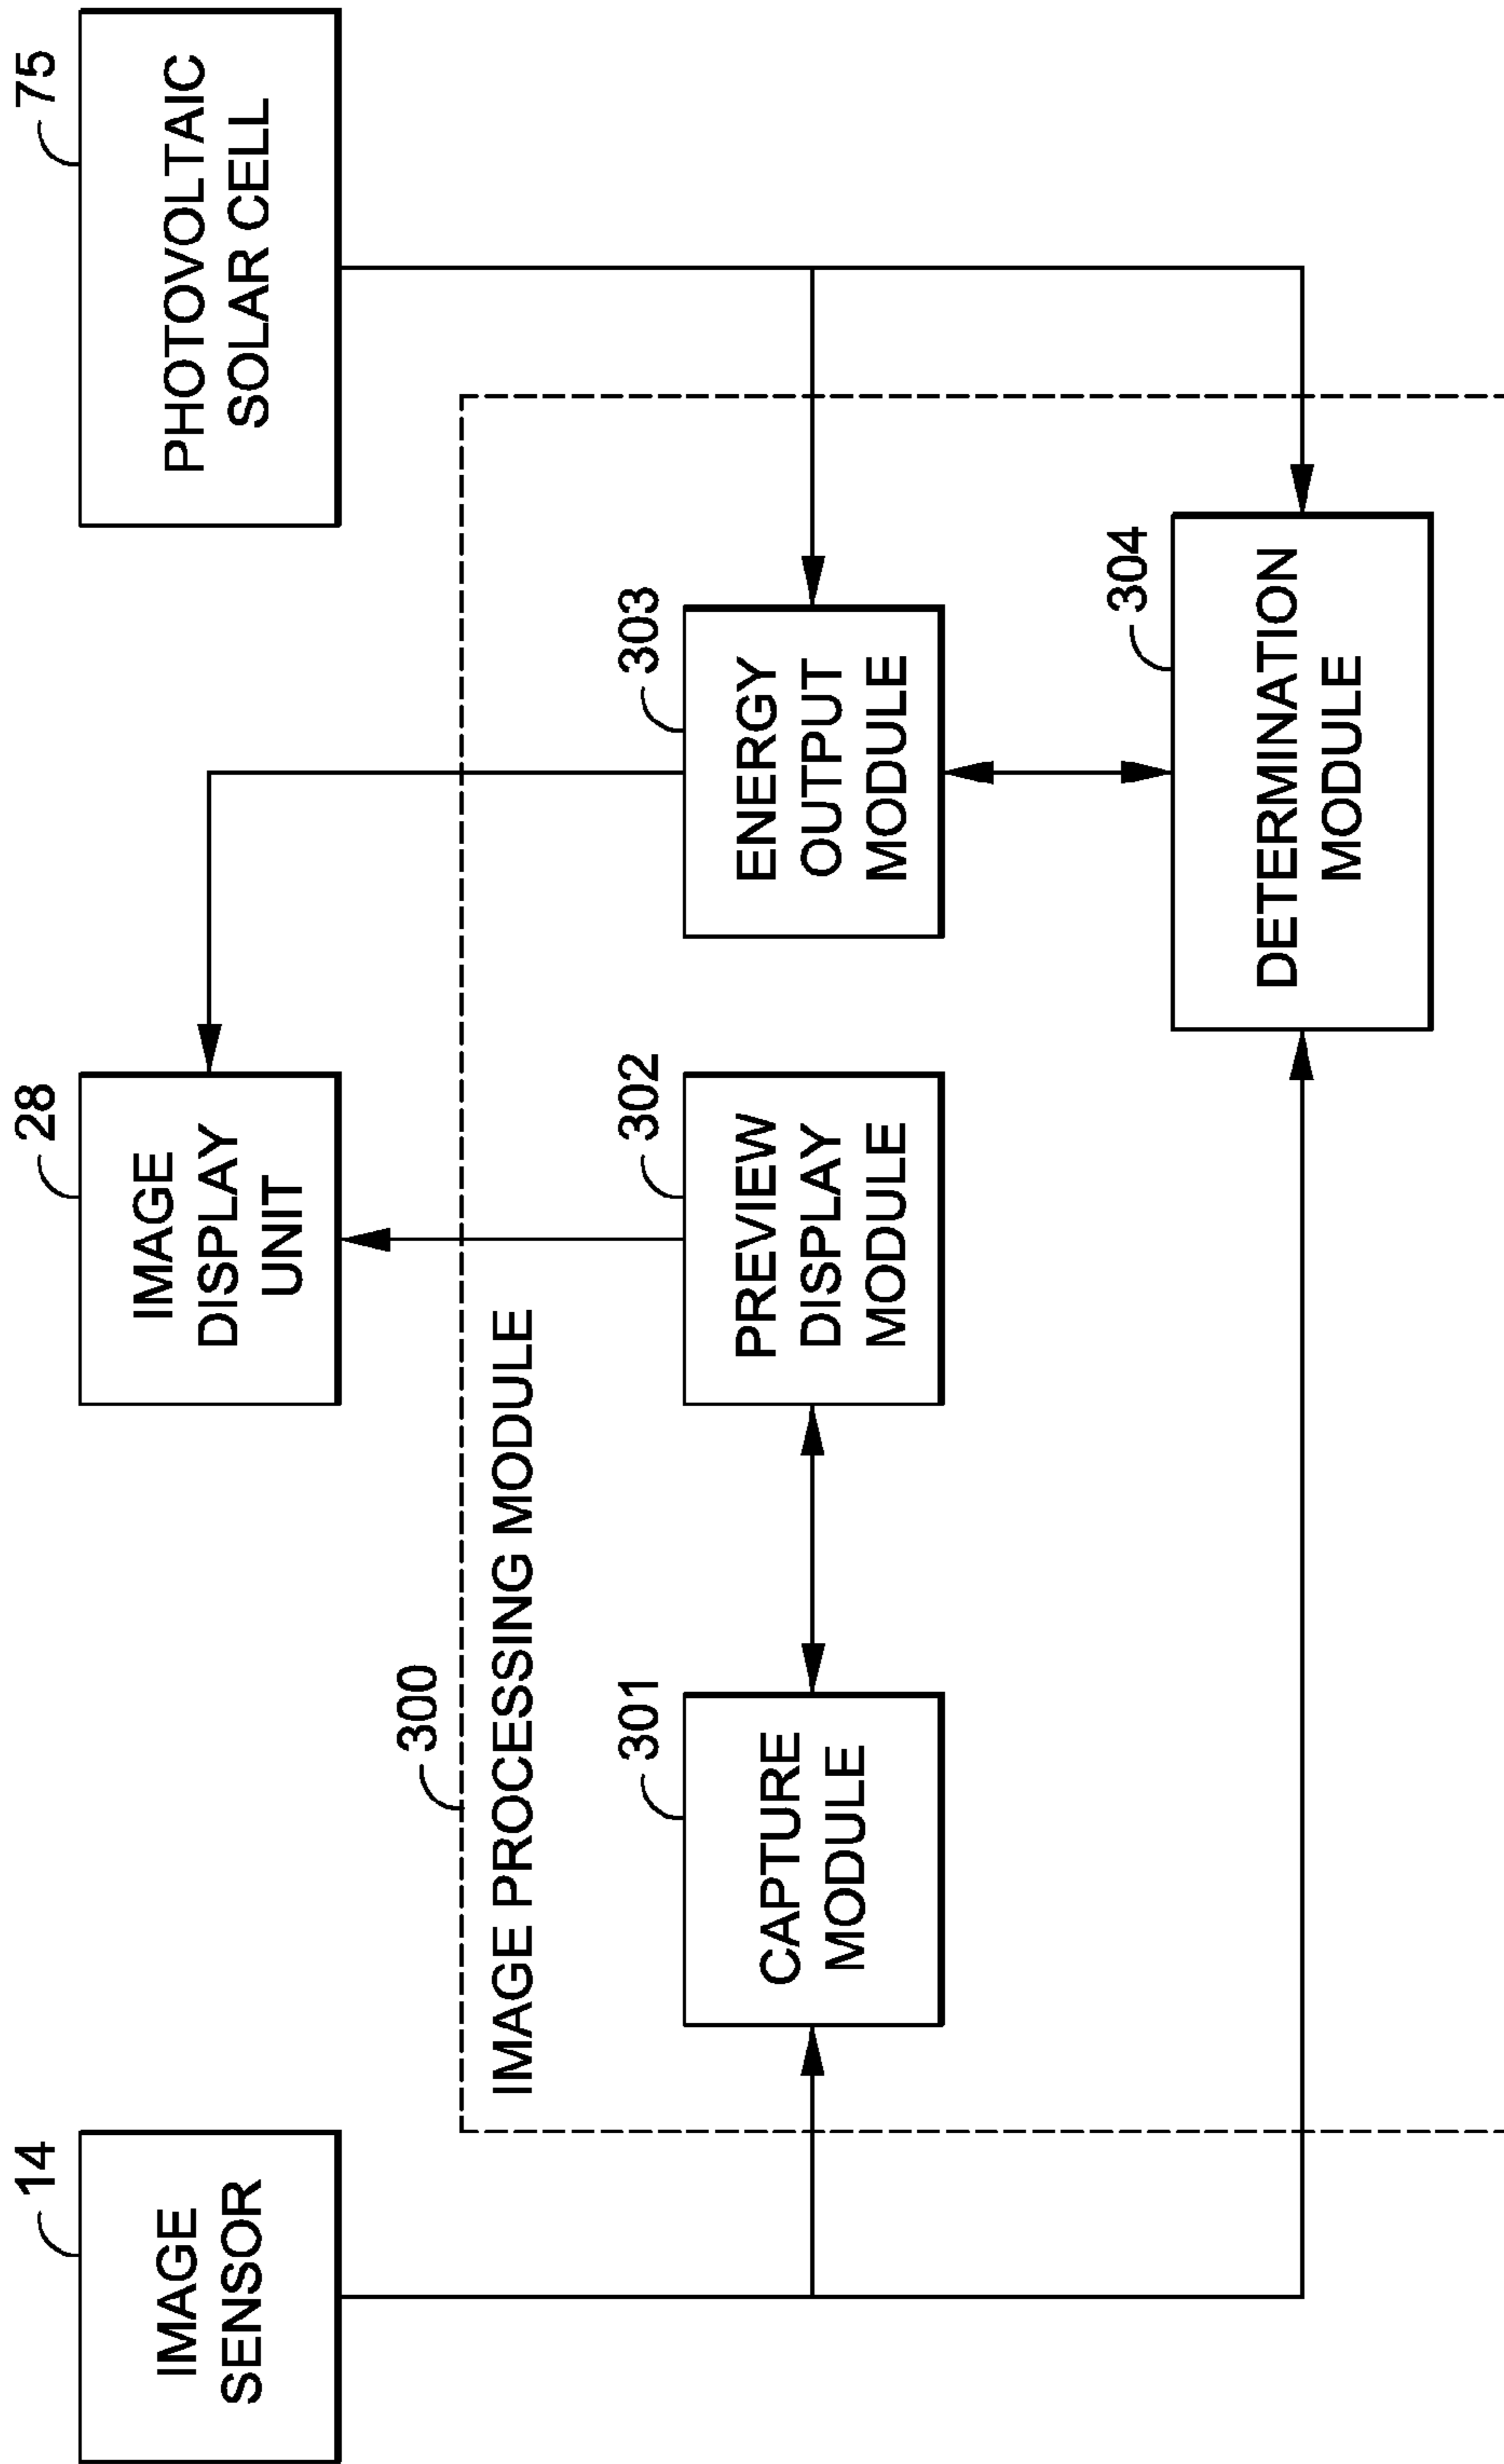 14
IMAGE
SENSOR
28
IMAGE
DISPLAY
UNIT
75
PHOTOVOLTAIC
SOLAR CELL
300
IMAGE PROCESSING MODULE
301
CAPTURE
MODULE
302
PREVIEW
DISPLAY
MODULE
303
ENERGY
OUTPUT
MODULE
304
DETERMINATION
MODULE